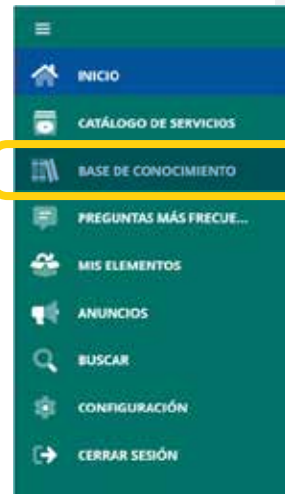 INICIO
CATÁLOGO DE SERVICIOS
BASE DE CONOCIMIENTO
PREGUNTAS MÁS FRECUE...
MIS ELEMENTOS
ANUNCIOS
BUSCAR
CONFIGURACIÓN
CERRAR SESIÓN